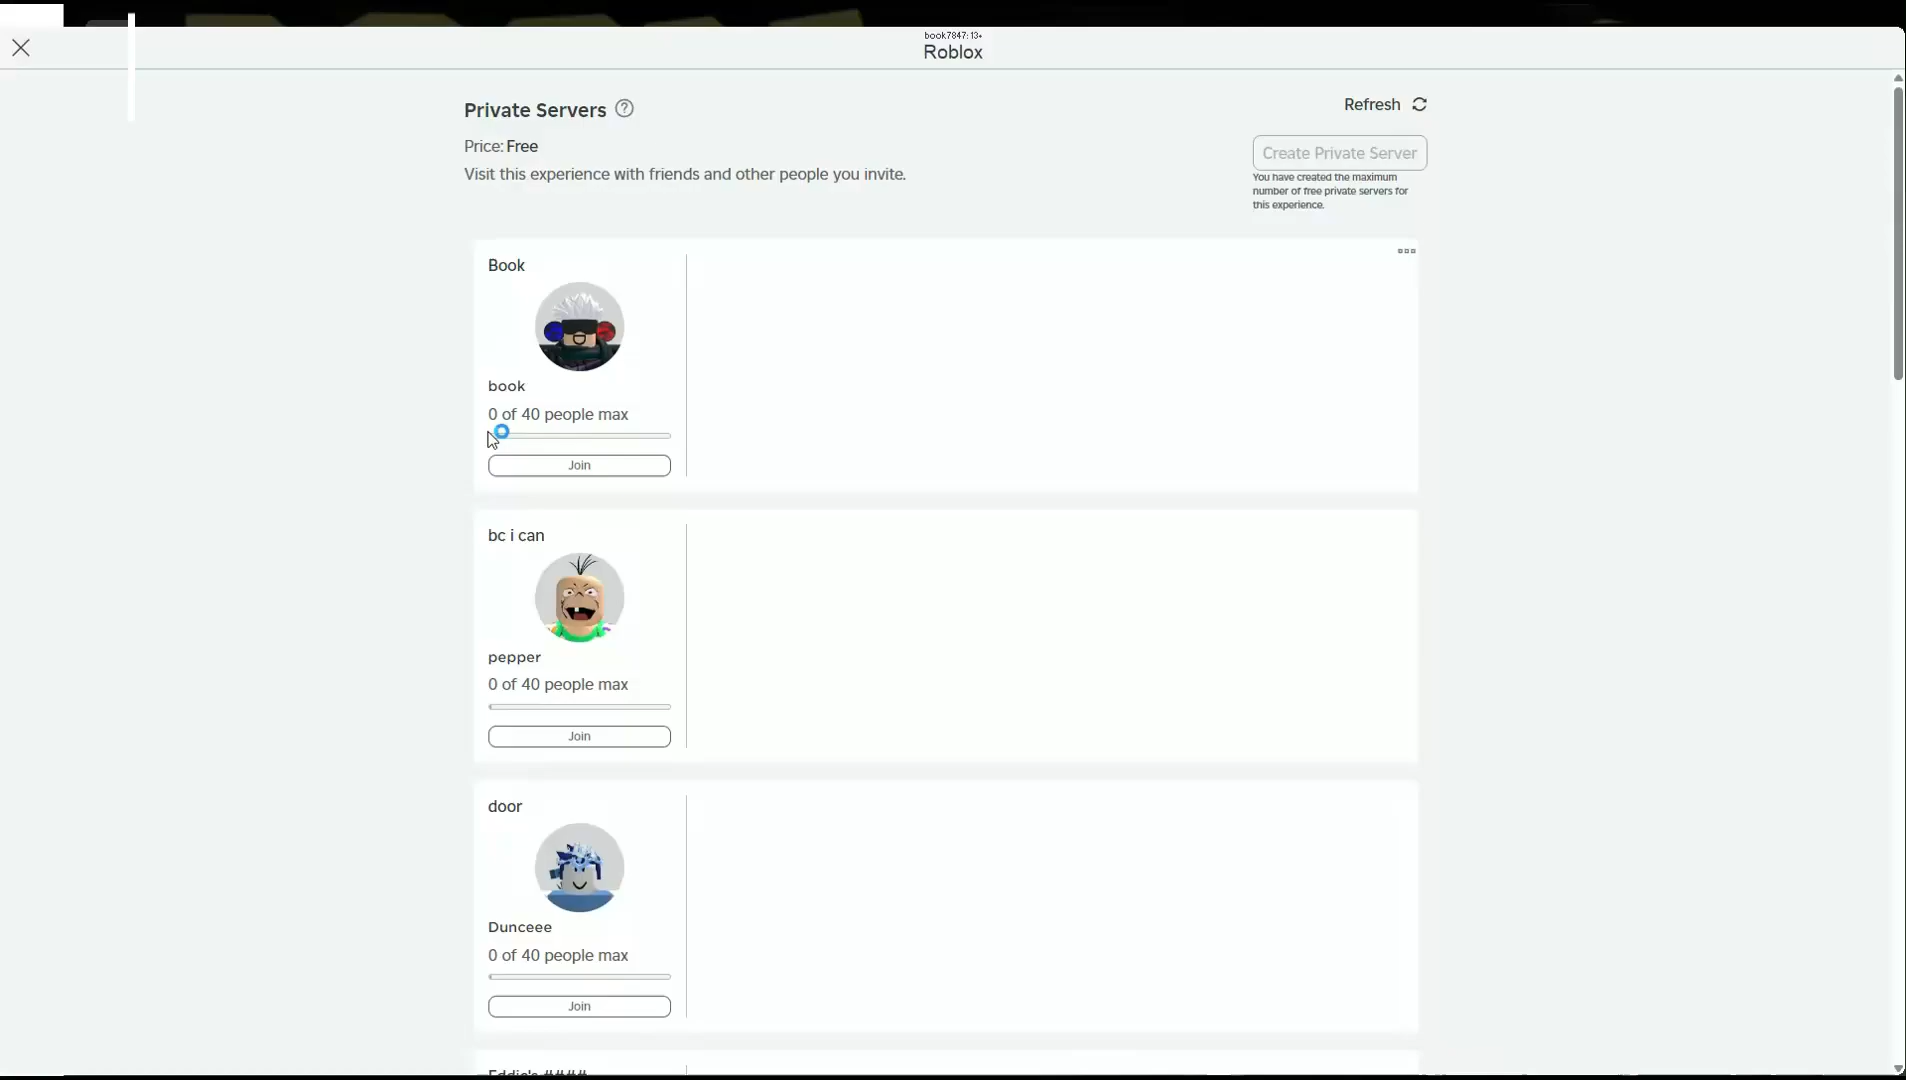 book7847: 13+
Roblox
Private Servers
Refresh
Price: Free
Create Private Server
Visit this experience with friends and other people you invite.
You have created the maximum
number of free private servers for
this experience.
Book
book
0 of 40 people max
Join
bc i can
pepper
0 of 40 people max
Join
door
Dunceee
0 of 40 people max
Join
Eddie's ####